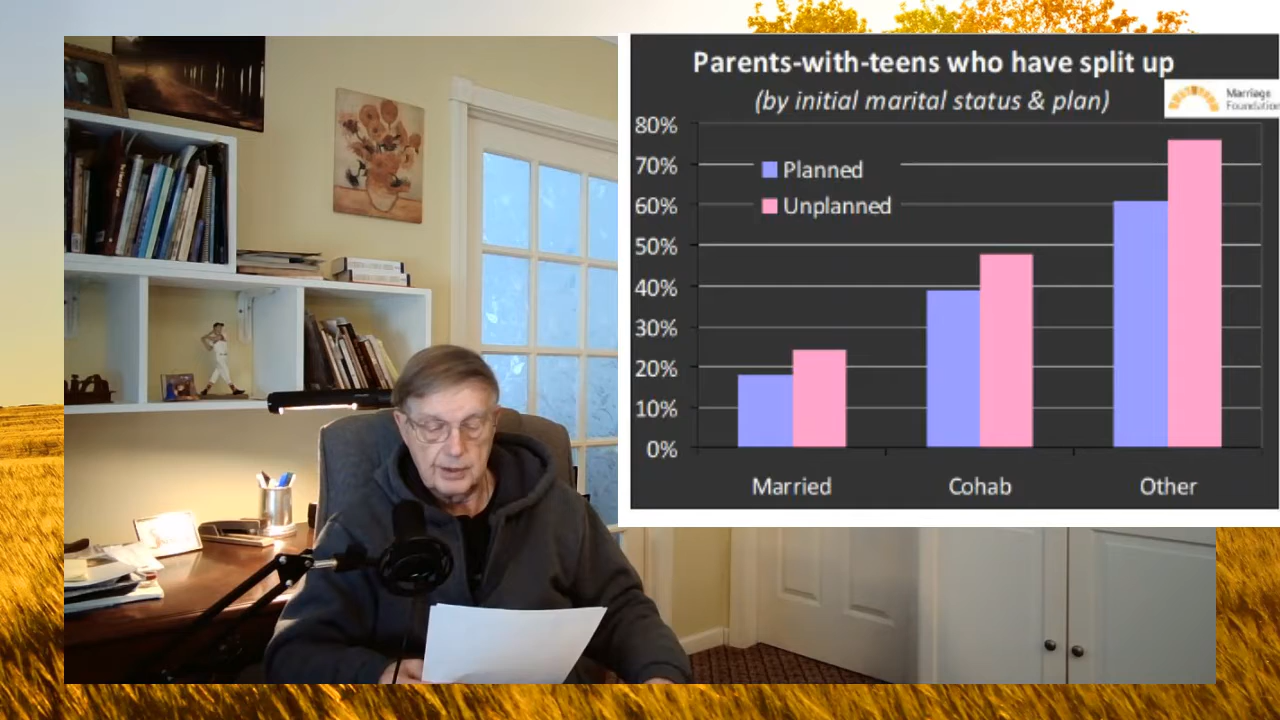 Parents-with-teens who have split up
(by initial marital status & plan)
Marriage
Foundation
80%
70%
60%
50%
40%
30%
20%
10%
0%
Planned
Unplanned
Married
Cohab
Other